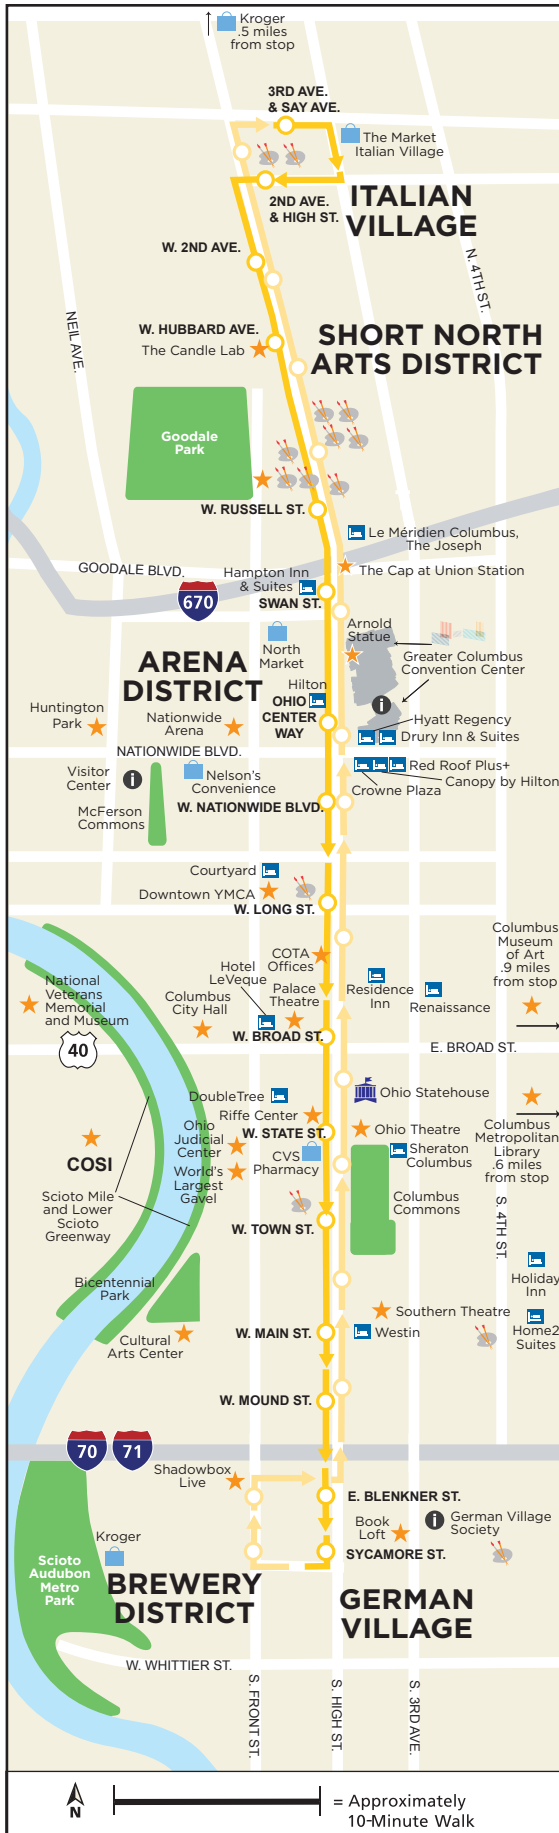 Kroger
.5 miles
from stop
3RD AVE.
& SAY AVE.
The Market
Italian Village
2ND AVE.
& HIGH ST.
ITALIAN
VILLAGE
W. 2ND AVE.
N. 4TH ST.
NEIL AVE.
W. HUBBARD AVE.
The Candle Lab
SHORT NORTH
ARTS DISTRICT
Goodale
Park
W. RUSSELL ST.
Le Méridien Columbus,
The Joseph
GOODALE BLVD.
Hampton Inn
& Suites
The Cap at Union Station
670
SWAN ST.
Arnold
Statue
North
Market
Greater Columbus
Convention Center
ARENA
DISTRICT
Hilton
OHIO
CENTER
WAY
Huntington
Park
Nationwide
Arena
Hyatt Regency
Drury Inn & Suites
NATIONWIDE BLVD.
Red Roof Plus+
Canopy by Hilton
Crowne Plaza
Visitor
Center
Nelson's
Convenience
McFerson
Commons
W. NATIONWIDE BLVD.
Courtyard
Downtown YMCA
W. LONG ST.
COTA
Offices
Columbus
Museum
of Art
.9 miles
from stop
Hotel
LeVeque
Palace
Theatre
Residence
Inn
Renaissance
National
Veterans
Memorial
and Museum
Columbus
City Hall
W. BROAD ST.
40
E. BROAD ST.
DoubleTree
Ohio Statehouse
Riffe Center
Ohio
Judicial
Center
W. STATE ST.
Ohio Theatre
Columbus
Metropolitan
Library
.6 miles
from stop
CVS
Pharmacy
Sheraton
Columbus
COSI
World's
Largest
Gavel
Scioto Mile
and Lower
Scioto
Greenway
Columbus
Commons
W. TOWN ST.
S. 4TH ST.
Holiday
Inn
Bicentennial
Park
Southern Theatre
Home2
Suites
Cultural
Arts Center
W. MAIN ST.
Westin
W. MOUND ST.
70
71
Shadowbox
Live
E. BLENKNER ST.
Book
Loft
German Village
Society
Kroger
SYCAMORE ST.
Scioto
Audubon
Metro
Park
BREWERY
DISTRICT
GERMAN
VILLAGE
W. WHITTIER ST.
S. FRONT ST.
S. HIGH ST.
S. 3RD AVE.
N
= Approximately
10-Minute Walk